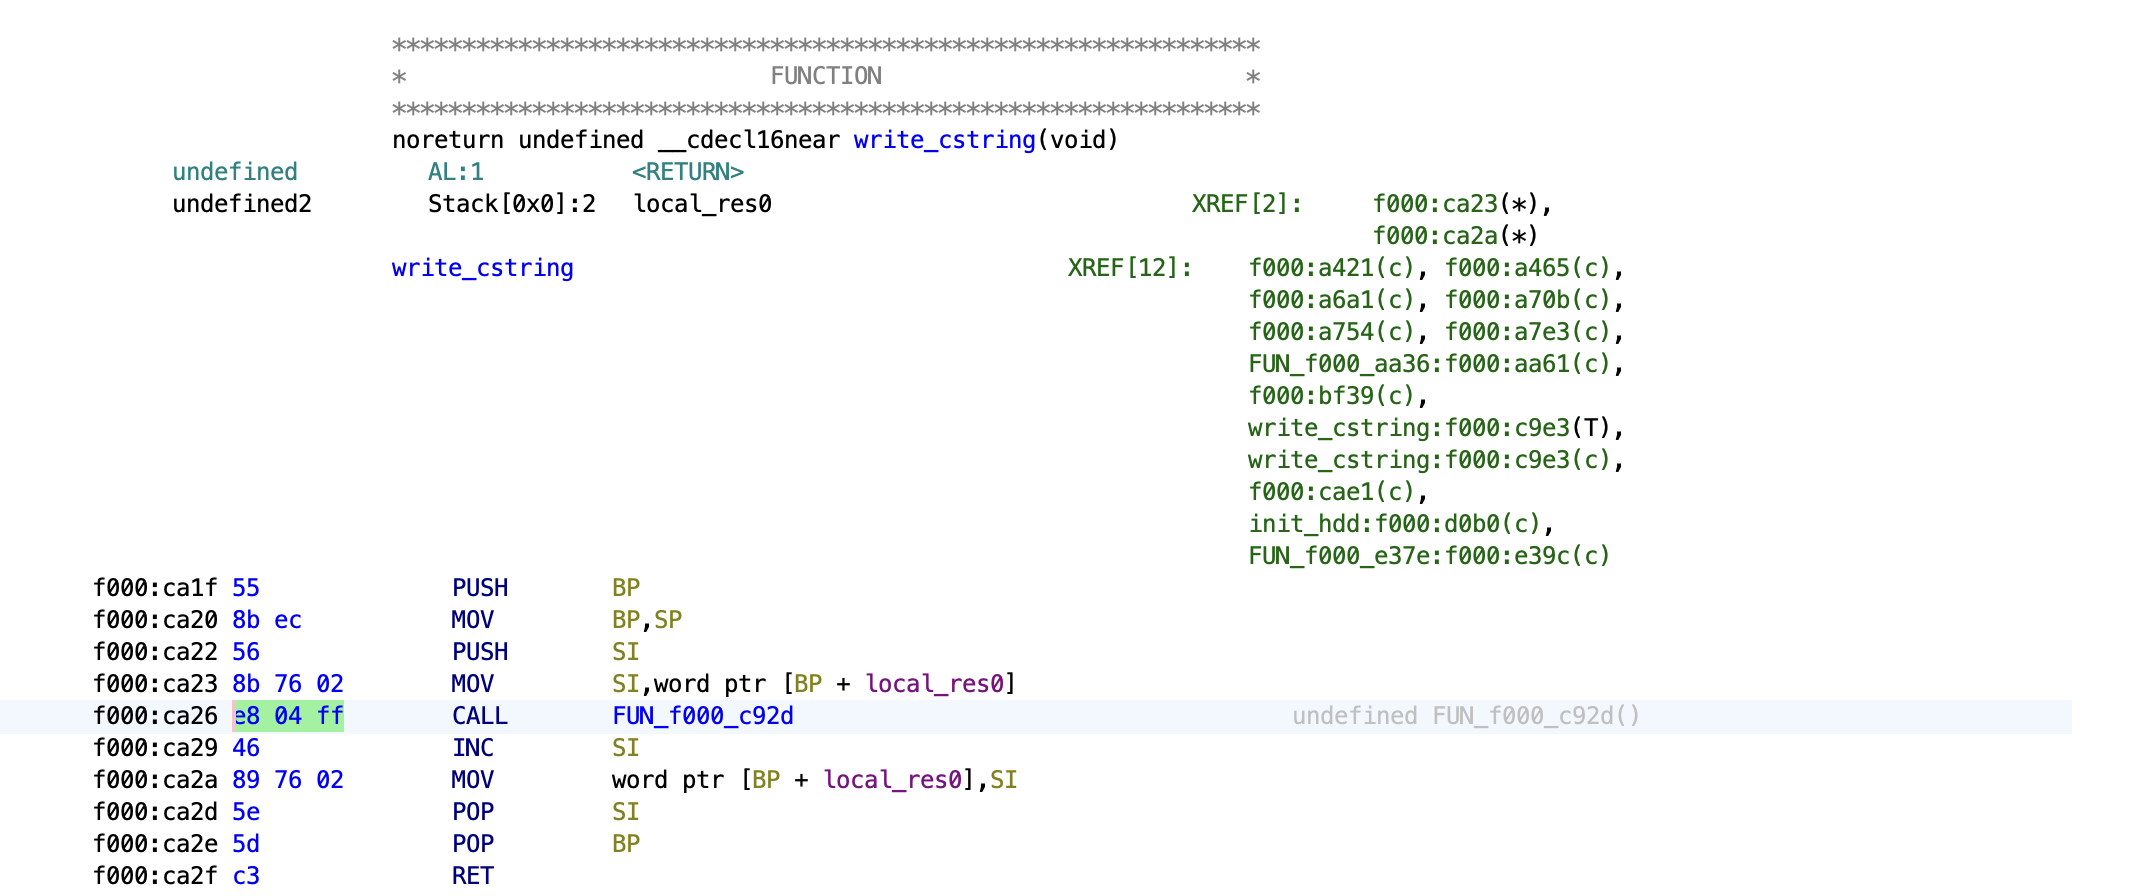 **************************************************************
* FUNCTION *
**************************************************************
noreturn undefined __cdecl16near write_cstring(void)
undefined AL:1 <RETURN>
undefined2 Stack[0x0]:2 local_res0 XREF[2]: f000:ca23(*),
f000:ca2a(*)
write_cstring XREF[12]: f000:a421(c), f000:a465(c),
f000:a6a1(c), f000:a70b(c),
f000:a754(c), f000:a7e3(c),
FUN_f000_aa36:f000:aa61(c),
f000:bf39(c),
write_cstring:f000:c9e3(T),
write_cstring:f000:c9e3(c),
f000:cae1(c),
init_hdd:f000:d0b0(c),
FUN_f000_e37e:f000:e39c(c)
f000:ca1f 55 PUSH BP
f000:ca20 8b ec MOV BP,SP
f000:ca22 56 PUSH SI
f000:ca23 8b 76 02 MOV SI,word ptr [BP + local_res0]
f000:ca26 e8 04 ff CALL FUN_f000_c92d undefined FUN_f000_c92d()
f000:ca29 46 INC SI
f000:ca2a 89 76 02 MOV word ptr [BP + local_res0],SI
f000:ca2d 5e POP SI
f000:ca2e 5d POP BP
f000:ca2f c3 RET